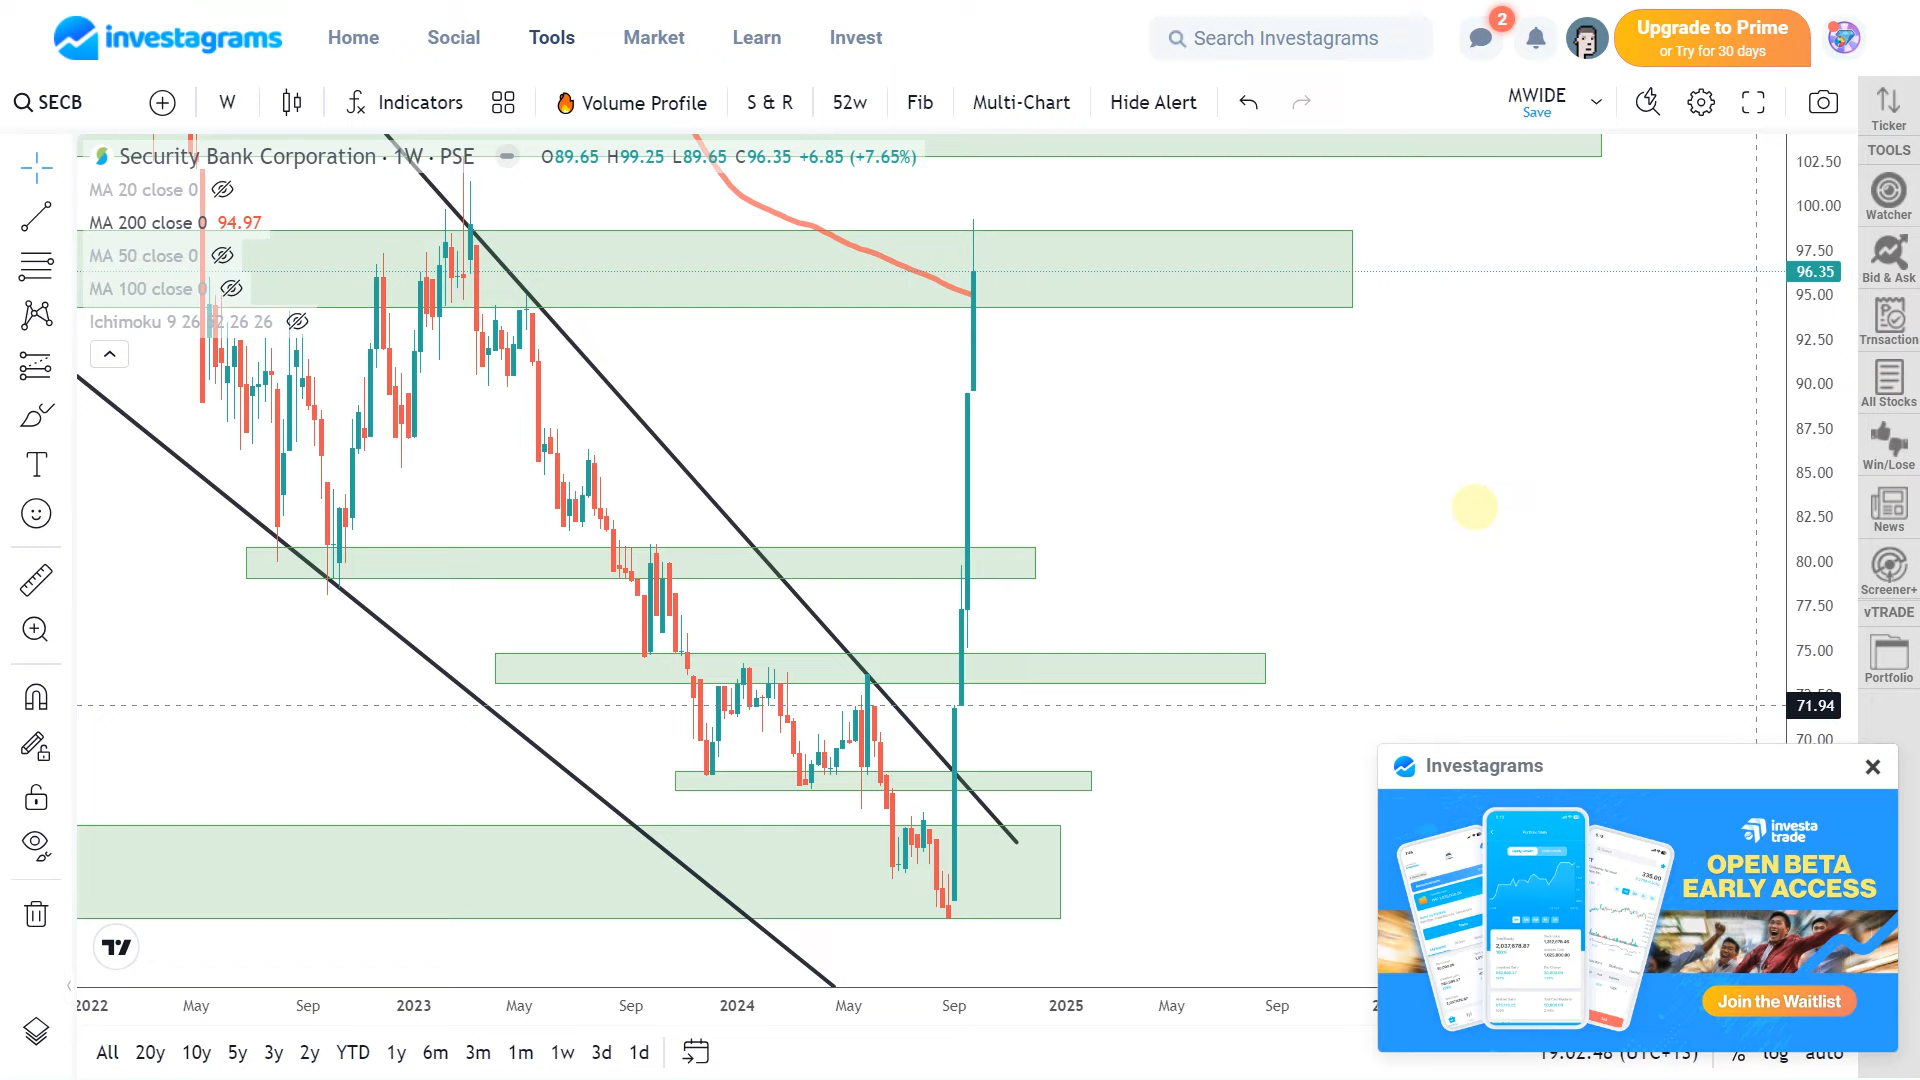 investagrams Home Social Tools Market Learn Invest Search Investagrams 2 Upgrade to Prime
or Try for 30 days
SECB W Indicators Volume Profile S & R 52w Fib Multi-Chart Hide Alert MWIDE
Save
Ticker
TOOLS
Watcher
Bid & Ask
Trnsaction
All Stocks
Win/Lose
News
Screener+
vTRADE
Portfolio
Security Bank Corporation · 1W · PSE O89.65 H99.25 L89.65 C96.35 +6.85 (+7.65%)
MA 20 close 0
MA 200 close 0 94.97
MA 50 close 0
MA 100 close 0
Ichimoku 9 26 52 26 26
102.50
100.00
97.50
96.35
95.00
92.50
90.00
87.50
85.00
82.50
80.00
77.50
75.00
71.94
70.00
Investagrams
investa
trade
OPEN BETA
EARLY ACCESS
Join the Waitlist
2022 May Sep 2023 May Sep 2024 May Sep 2025 May Sep
All 20y 10y 5y 3y 2y YTD 1y 6m 3m 1m 1w 3d 1d
% log auto